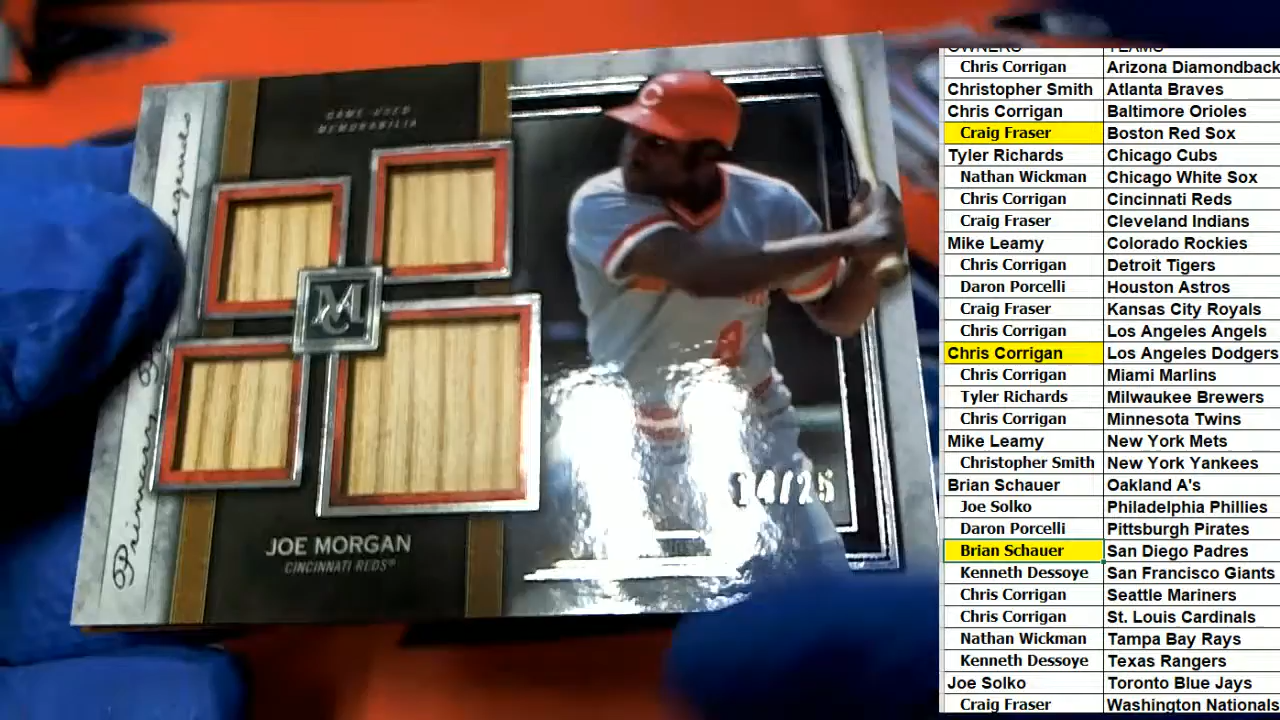 GAME-USED
MEMORABILIA
Primary
MC
C
4
14/25
JOE MORGAN
CINCINNATI REDS®
OWNERS TEAMS
Chris Corrigan Arizona Diamondback
Christopher Smith Atlanta Braves
Chris Corrigan Baltimore Orioles
Craig Fraser Boston Red Sox
Tyler Richards Chicago Cubs
Nathan Wickman Chicago White Sox
Chris Corrigan Cincinnati Reds
Craig Fraser Cleveland Indians
Mike Leamy Colorado Rockies
Chris Corrigan Detroit Tigers
Daron Porcelli Houston Astros
Craig Fraser Kansas City Royals
Chris Corrigan Los Angeles Angels
Chris Corrigan Los Angeles Dodgers
Chris Corrigan Miami Marlins
Tyler Richards Milwaukee Brewers
Chris Corrigan Minnesota Twins
Mike Leamy New York Mets
Christopher Smith New York Yankees
Brian Schauer Oakland A's
Joe Solko Philadelphia Phillies
Daron Porcelli Pittsburgh Pirates
Brian Schauer San Diego Padres
Kenneth Dessoye San Francisco Giants
Chris Corrigan Seattle Mariners
Chris Corrigan St. Louis Cardinals
Nathan Wickman Tampa Bay Rays
Kenneth Dessoye Texas Rangers
Joe Solko Toronto Blue Jays
Craig Fraser Washington Nationals